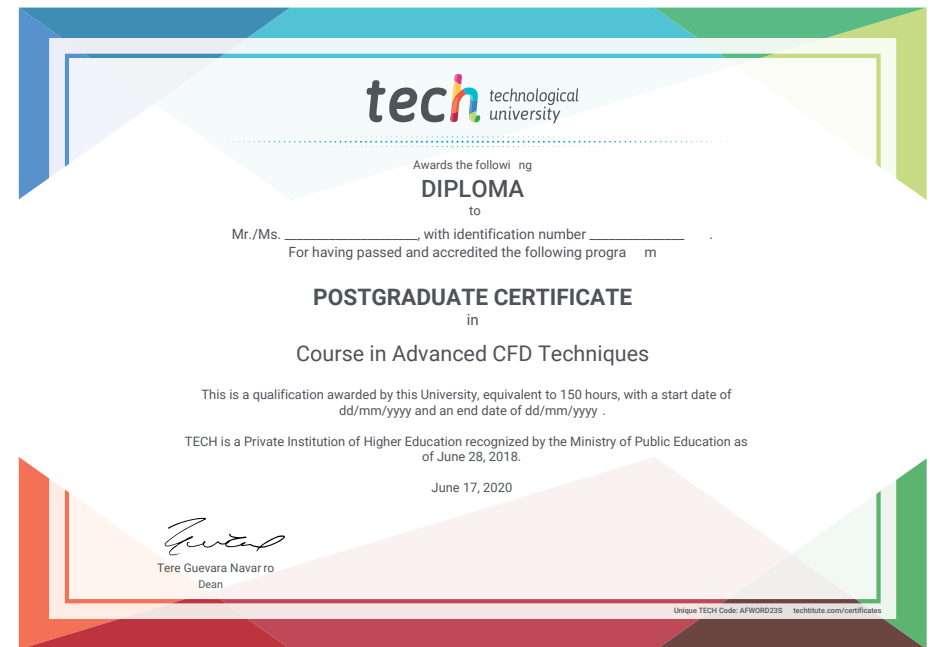 tech technological
university
Awards the followi ng
DIPLOMA
to
Mr./Ms. _____________________, with identification number _______________ .
For having passed and accredited the following progra m
POSTGRADUATE CERTIFICATE
in
Course in Advanced CFD Techniques
This is a qualification awarded by this University, equivalent to 150 hours, with a start date of
dd/mm/yyyy and an end date of dd/mm/yyyy .
TECH is a Private Institution of Higher Education recognized by the Ministry of Public Education as
of June 28, 2018.
June 17, 2020
Tere Guevara Navar ro
Dean
Unique TECH Code: AFWORD23S techtitute.com/certificates